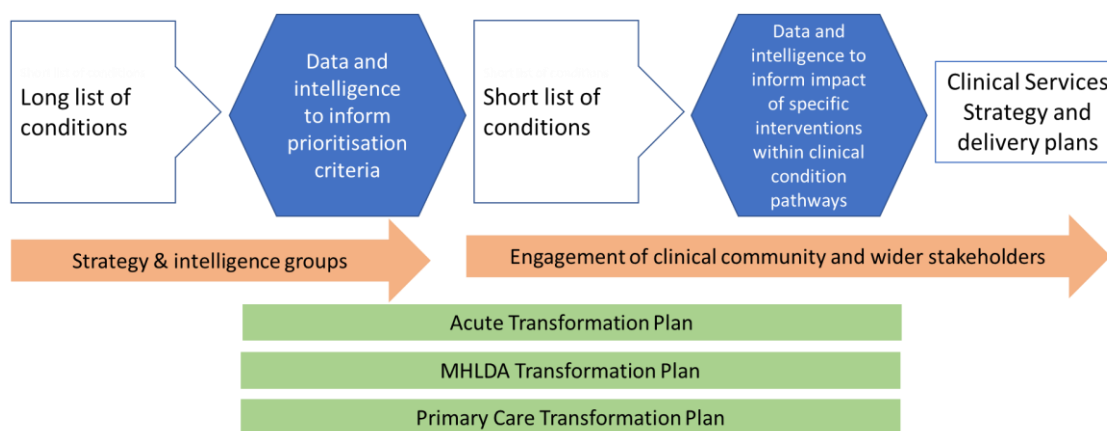 Long list of
conditions
Data and
intelligence
to inform
prioritisation
criteria
Short list of
conditions
Data and
intelligence to
inform impact
of specific
interventions
within clinical
condition
pathways
Clinical Services
Strategy and
delivery plans
Strategy & intelligence groups
Engagement of clinical community and wider stakeholders
Acute Transformation Plan
MHLDA Transformation Plan
Primary Care Transformation Plan